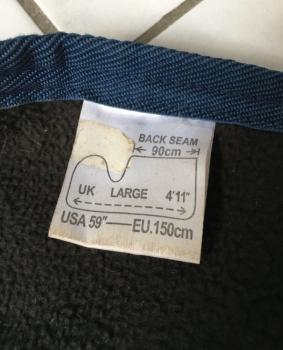 BACK SEAM
90cm
UK LARGE 4'11"
USA 59" EU.150cm